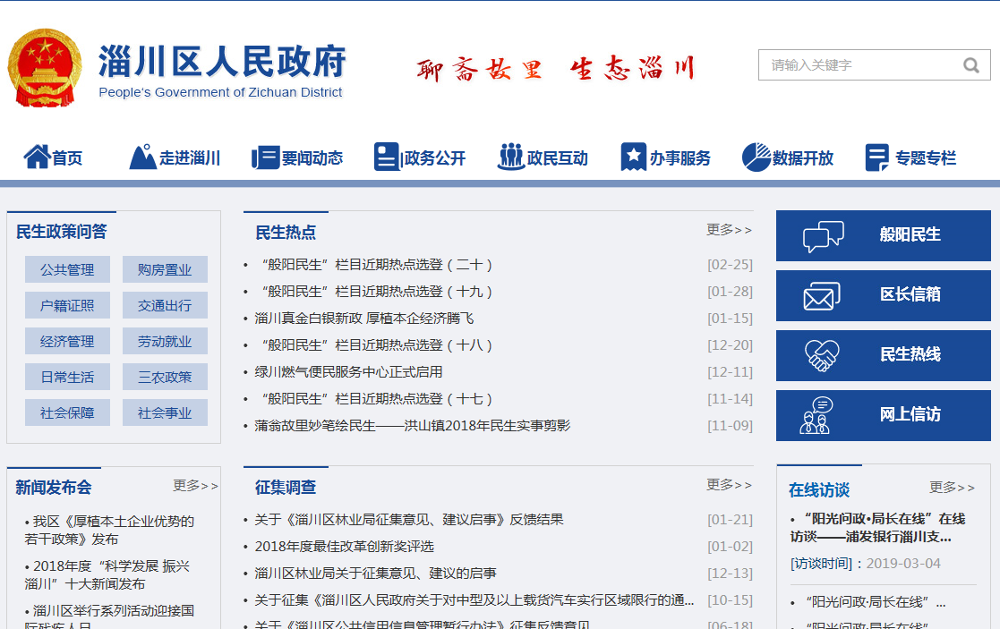 淄川区人民政府
People‘s Government of Zichuan District
聊斋故里 生态淄川
请输入关键字
首页 走进淄川 要闻动态 政务公开 政民互动 办事服务 数据开放 专题专栏
民生政策问答
公共管理 购房置业
户籍证照 交通出行
经济管理 劳动就业
日常生活 三农政策
社会保障 社会事业
民生热点 更多>>
• “般阳民生”栏目近期热点选登（二十） [02-25]
• “般阳民生”栏目近期热点选登（十九） [01-28]
• 淄川真金白银新政 厚植本企经济腾飞 [01-15]
• “般阳民生”栏目近期热点选登（十八） [12-20]
• 绿川燃气便民服务中心正式启用 [12-11]
• “般阳民生”栏目近期热点选登（十七） [11-14]
• 蒲翁故里妙笔绘民生——洪山镇2018年民生实事剪影 [11-09]
般阳民生
区长信箱
民生热线
网上信访
新闻发布会 更多>>
• 我区《厚植本土企业优势的
若干政策》发布
• 2018年度“科学发展 振兴
淄川”十大新闻发布
• 淄川区举行系列活动迎接国
际残疾人日
征集调查 更多>>
• 关于《淄川区林业局征集意见、建议启事》反馈结果 [01-21]
• 2018年度最佳改革创新奖评选 [01-02]
• 淄川区林业局关于征集意见、建议的启事 [12-13]
• 关于征集《淄川区人民政府关于对中型及以上载货汽车实行区域限行的通... [10-15]
• 关于《淄川区公共信用信息管理暂行办法》征集反馈意见 [06-18]
在线访谈 更多>>
• “阳光问政•局长在线”在线
访谈——浦发银行淄川支...
[访谈时间]：2019-03-04
• “阳光问政·局长在线” ...
• “阳光问政·局长在线”